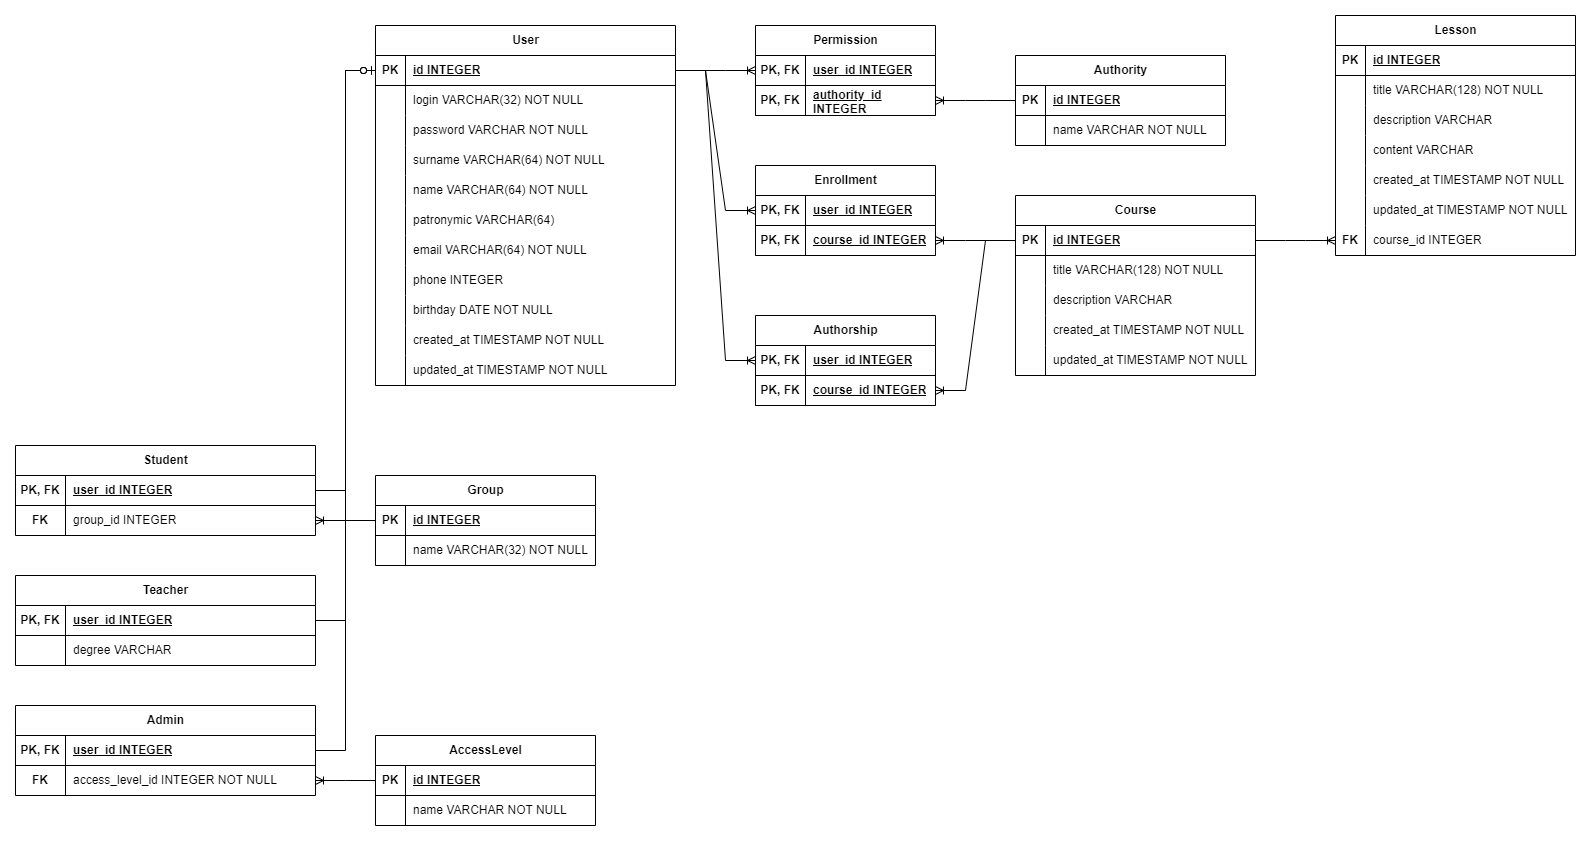 User
PK id INTEGER
login VARCHAR(32) NOT NULL
password VARCHAR NOT NULL
surname VARCHAR(64) NOT NULL
name VARCHAR(64) NOT NULL
patronymic VARCHAR(64)
email VARCHAR(64) NOT NULL
phone INTEGER
birthday DATE NOT NULL
created_at TIMESTAMP NOT NULL
updated_at TIMESTAMP NOT NULL
Permission
PK, FK user_id INTEGER
PK, FK authority_id
INTEGER
Authority
PK id INTEGER
name VARCHAR NOT NULL
Enrollment
PK, FK user_id INTEGER
PK, FK course_id INTEGER
Authorship
PK, FK user_id INTEGER
PK, FK course_id INTEGER
Course
PK id INTEGER
title VARCHAR(128) NOT NULL
description VARCHAR
created_at TIMESTAMP NOT NULL
updated_at TIMESTAMP NOT NULL
Lesson
PK id INTEGER
title VARCHAR(128) NOT NULL
description VARCHAR
content VARCHAR
created_at TIMESTAMP NOT NULL
updated_at TIMESTAMP NOT NULL
FK course_id INTEGER
Student
PK, FK user_id INTEGER
FK group_id INTEGER
Group
PK id INTEGER
name VARCHAR(32) NOT NULL
Teacher
PK, FK user_id INTEGER
degree VARCHAR
Admin
PK, FK user_id INTEGER
FK access_level_id INTEGER NOT NULL
AccessLevel
PK id INTEGER
name VARCHAR NOT NULL